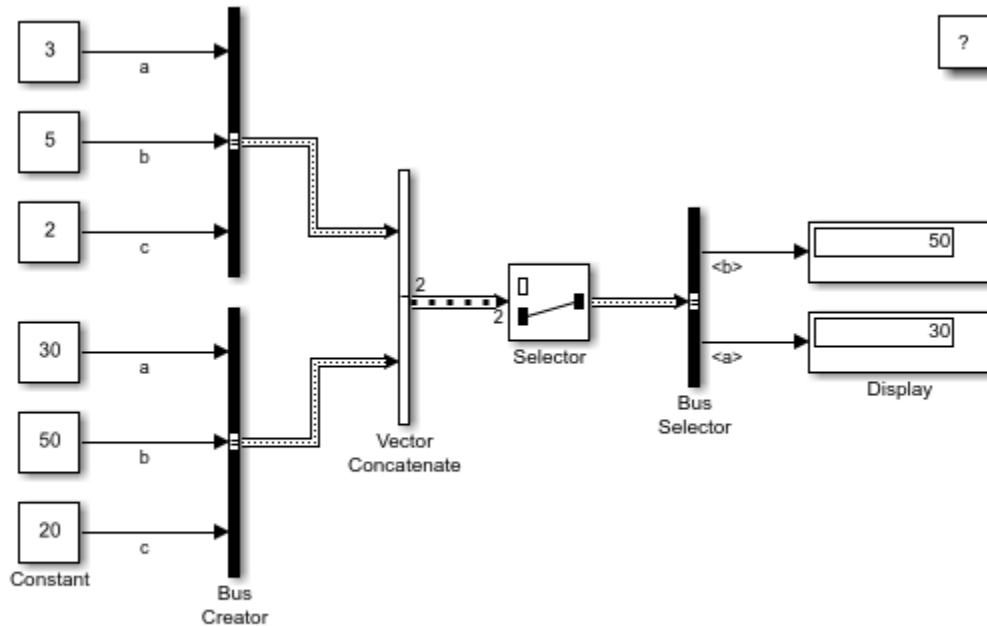 3
a
?
5
b
2
c
50
<b>
2
2
Selector
30
<a>
Display
30
a
Bus
Selector
50
b
Vector
Concatenate
20
c
Constant
Bus
Creator